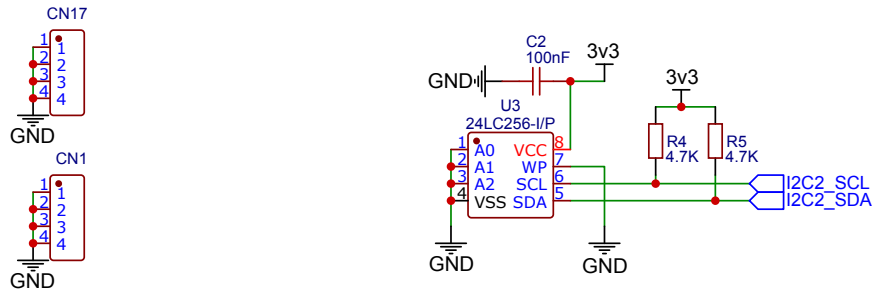 CN17
1 1
2 2
3 3
4 4
GND
CN1
1 1
2 2
3 3
4 4
GND
C2
100nF
3v3
GND
U3
24LC256-I/P
1 A0 VCC 8
2 A1 WP 7
3 A2 SCL 6
4 VSS SDA 5
GND
GND
3v3
R4
4.7K
R5
4.7K
I2C2_SCL
I2C2_SDA